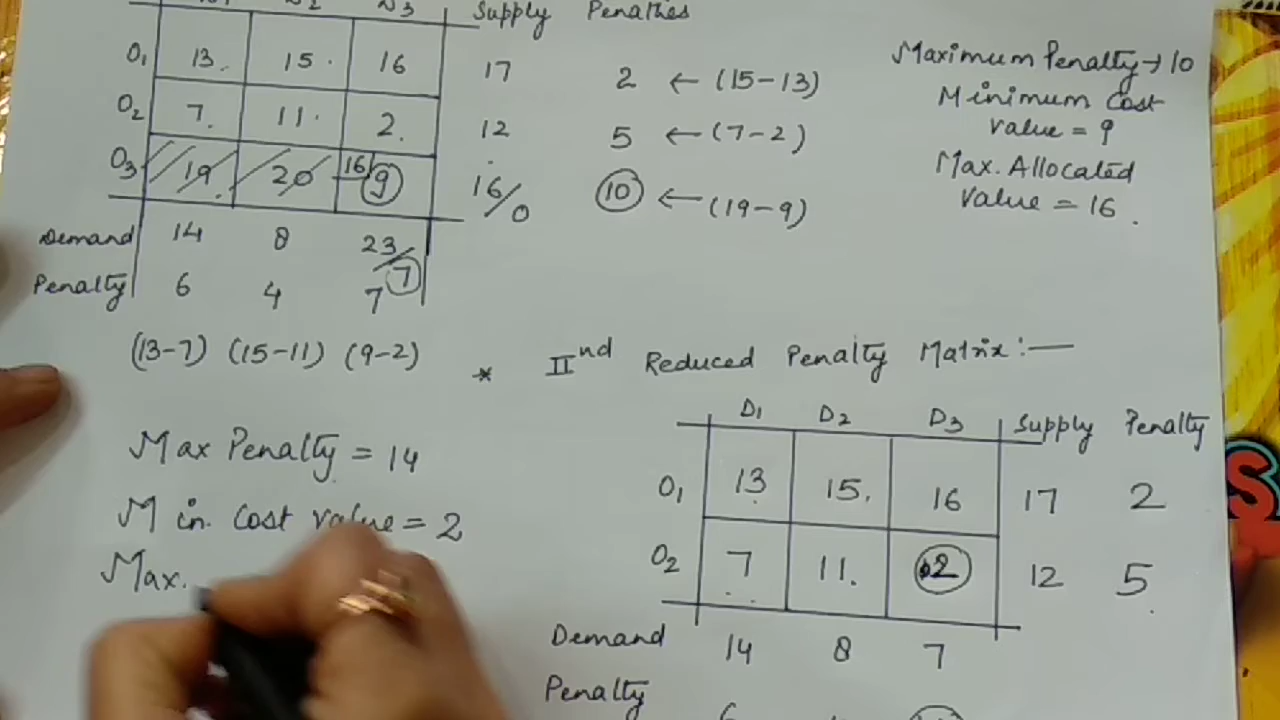 D2 D3 Supply Penalties
O1 13. 15. 16 17 2 ← (15-13)
O2 7. 11. 2. 12 5 ← (7-2)
O3 19. 20 16 9 16/0 10 ← (19-9)
Demand 14 8 23/7
Penalty 6 4 7
(13-7) (15-11) (9-2)
Maximum Penalty → 10
Minimum Cost
value = 9
Max. Allocated
value = 16.
* IInd Reduced Penalty Matrix :—
Max Penalty = 14
Min. Cost value = 2
Max.
D1 D2 D3 Supply Penalty
O1 13 15. 16 17 2
O2 7 11. 2 12 5
Demand 14 8 7
Penalty 6
S